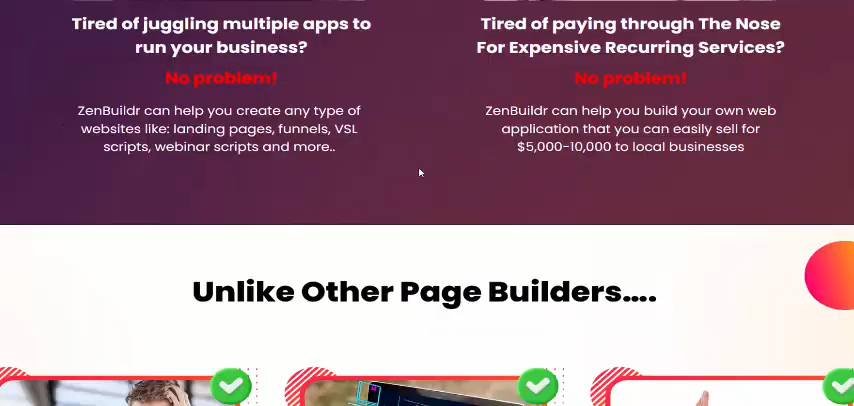 Tired of juggling multiple apps to
run your business?
No problem!
ZenBuildr can help you create any type of
websites like: landing pages, funnels, VSL
scripts, webinar scripts and more..
Tired of paying through The Nose
For Expensive Recurring Services?
No problem!
ZenBuildr can help you build your own web
application that you can easily sell for
$5,000-10,000 to local businesses
Unlike Other Page Builders....